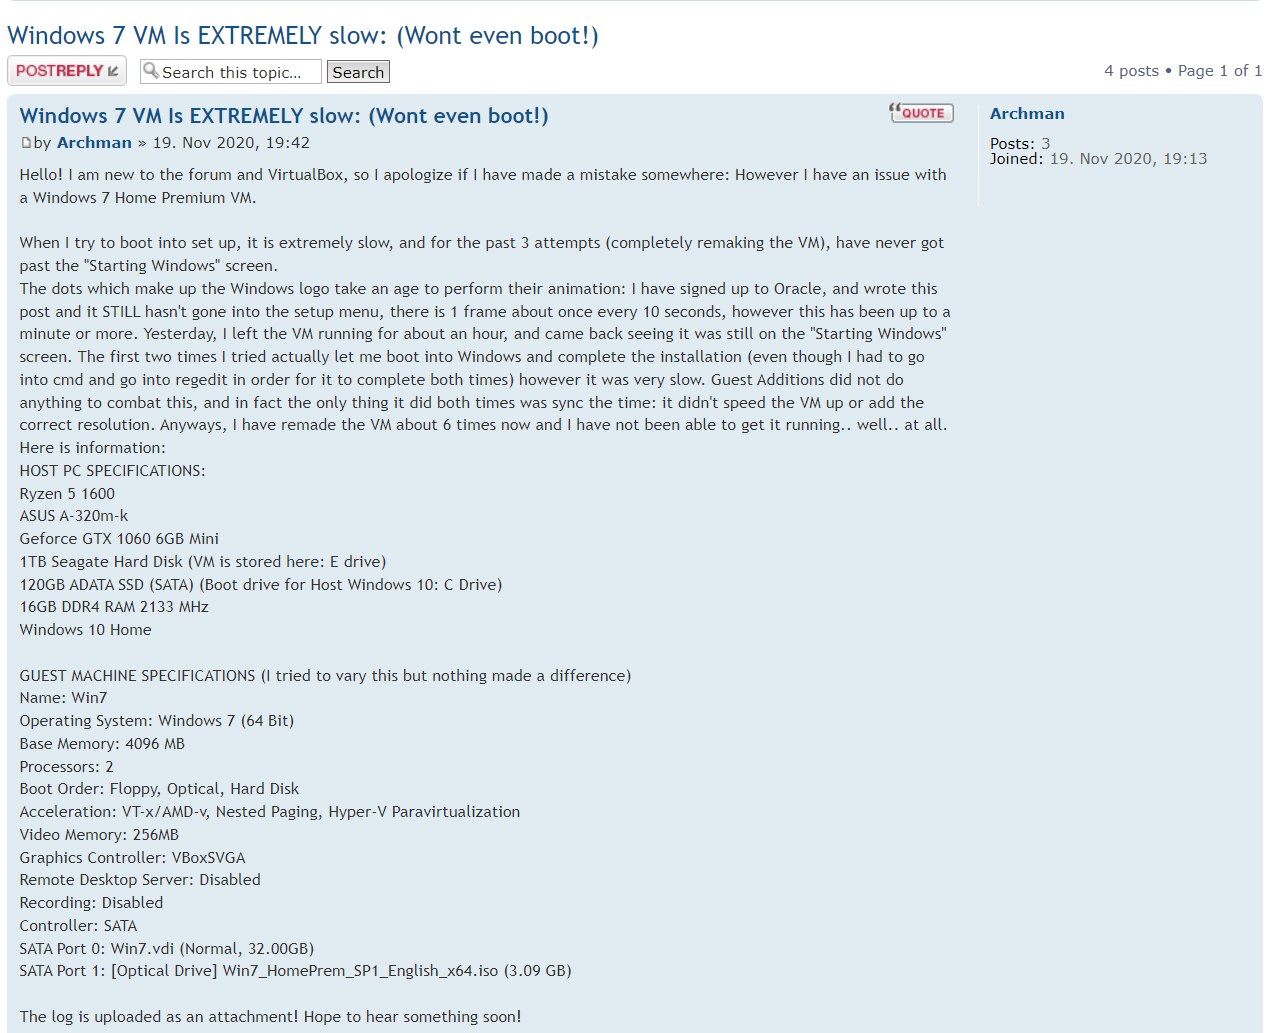 Windows 7 VM Is EXTREMELY slow: (Wont even boot!)
POSTREPLY
Search this topic...
Search
4 posts • Page 1 of 1
Windows 7 VM Is EXTREMELY slow: (Wont even boot!)
QUOTE
by Archman » 19. Nov 2020, 19:42
Archman
Posts: 3
Joined: 19. Nov 2020, 19:13
Hello! I am new to the forum and VirtualBox, so I apologize if I have made a mistake somewhere: However I have an issue with
a Windows 7 Home Premium VM.
When I try to boot into set up, it is extremely slow, and for the past 3 attempts (completely remaking the VM), have never got
past the "Starting Windows" screen.
The dots which make up the Windows logo take an age to perform their animation: I have signed up to Oracle, and wrote this
post and it STILL hasn't gone into the setup menu, there is 1 frame about once every 10 seconds, however this has been up to a
minute or more. Yesterday, I left the VM running for about an hour, and came back seeing it was still on the "Starting Windows"
screen. The first two times I tried actually let me boot into Windows and complete the installation (even though I had to go
into cmd and go into regedit in order for it to complete both times) however it was very slow. Guest Additions did not do
anything to combat this, and in fact the only thing it did both times was sync the time: it didn't speed the VM up or add the
correct resolution. Anyways, I have remade the VM about 6 times now and I have not been able to get it running.. well.. at all.
Here is information:
HOST PC SPECIFICATIONS:
Ryzen 5 1600
ASUS A-320m-k
Geforce GTX 1060 6GB Mini
1TB Seagate Hard Disk (VM is stored here: E drive)
120GB ADATA SSD (SATA) (Boot drive for Host Windows 10: C Drive)
16GB DDR4 RAM 2133 MHz
Windows 10 Home
GUEST MACHINE SPECIFICATIONS (I tried to vary this but nothing made a difference)
Name: Win7
Operating System: Windows 7 (64 Bit)
Base Memory: 4096 MB
Processors: 2
Boot Order: Floppy, Optical, Hard Disk
Acceleration: VT-x/AMD-v, Nested Paging, Hyper-V Paravirtualization
Video Memory: 256MB
Graphics Controller: VBoxSVGA
Remote Desktop Server: Disabled
Recording: Disabled
Controller: SATA
SATA Port 0: Win7.vdi (Normal, 32.00GB)
SATA Port 1: [Optical Drive] Win7_HomePrem_SP1_English_x64.iso (3.09 GB)
The log is uploaded as an attachment! Hope to hear something soon!